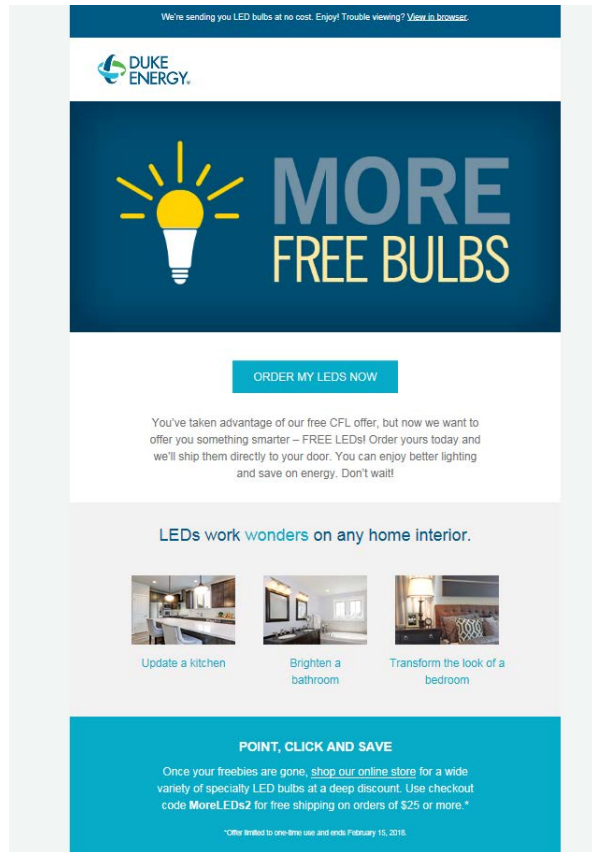 We're sending you LED bulbs at no cost. Enjoy! Trouble viewing? View in browser.
DUKE
ENERGY.
MORE
FREE BULBS
ORDER MY LEDS NOW
You've taken advantage of our free CFL offer, but now we want to
offer you something smarter – FREE LEDs! Order yours today and
we'll ship them directly to your door. You can enjoy better lighting
and save on energy. Don't wait!
LEDs work wonders on any home interior.
Update a kitchen
Brighten a
bathroom
Transform the look of a
bedroom
POINT, CLICK AND SAVE
Once your freebies are gone, shop our online store for a wide
variety of specialty LED bulbs at a deep discount. Use checkout
code MoreLEDs2 for free shipping on orders of $25 or more.*
*Offer limited to one-time use and ends February 15, 2018.